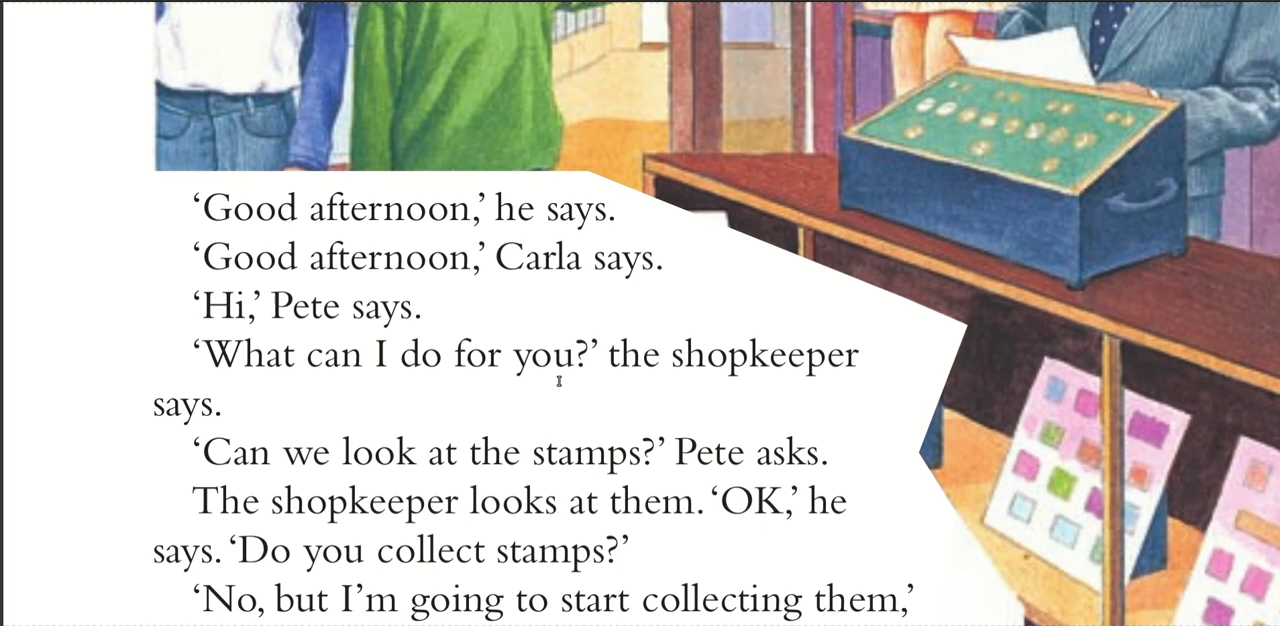 ‘Good afternoon,’ he says.
‘Good afternoon,’ Carla says.
‘Hi,’ Pete says.
‘What can I do for you?’ the shopkeeper
says.
‘Can we look at the stamps?’ Pete asks.
The shopkeeper looks at them. ‘OK,’ he
says. ‘Do you collect stamps?’
‘No, but I’m going to start collecting them,’